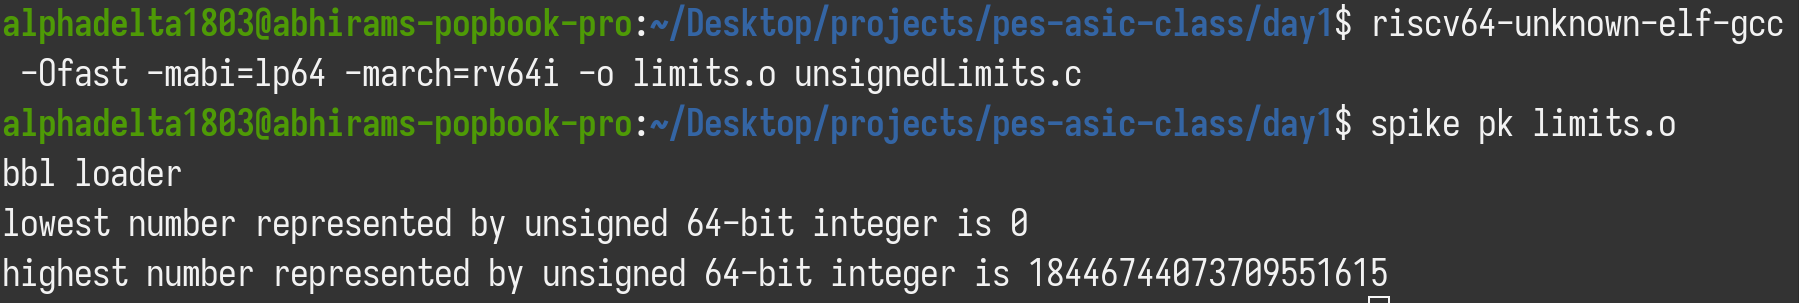 alphadelta1803@abhirams-popbook-pro:~/Desktop/projects/pes-asic-class/day1$ riscv64-unknown-elf-gcc
 -Ofast -mabi=lp64 -march=rv64i -o limits.o unsignedLimits.c
alphadelta1803@abhirams-popbook-pro:~/Desktop/projects/pes-asic-class/day1$ spike pk limits.o
bbl loader
lowest number represented by unsigned 64-bit integer is 0
highest number represented by unsigned 64-bit integer is 18446744073709551615